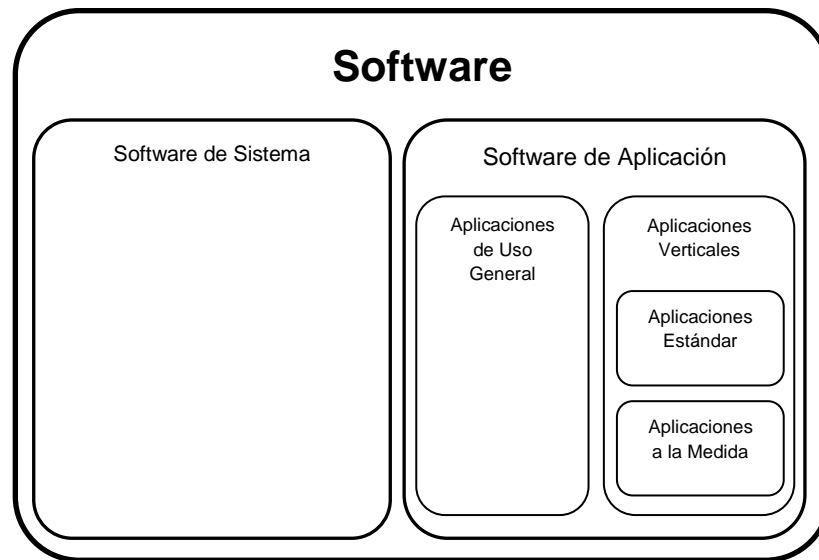 Software
Software de Sistema
Software de Aplicación
Aplicaciones
de Uso
General
Aplicaciones
Verticales
Aplicaciones
Estándar
Aplicaciones
a la Medida